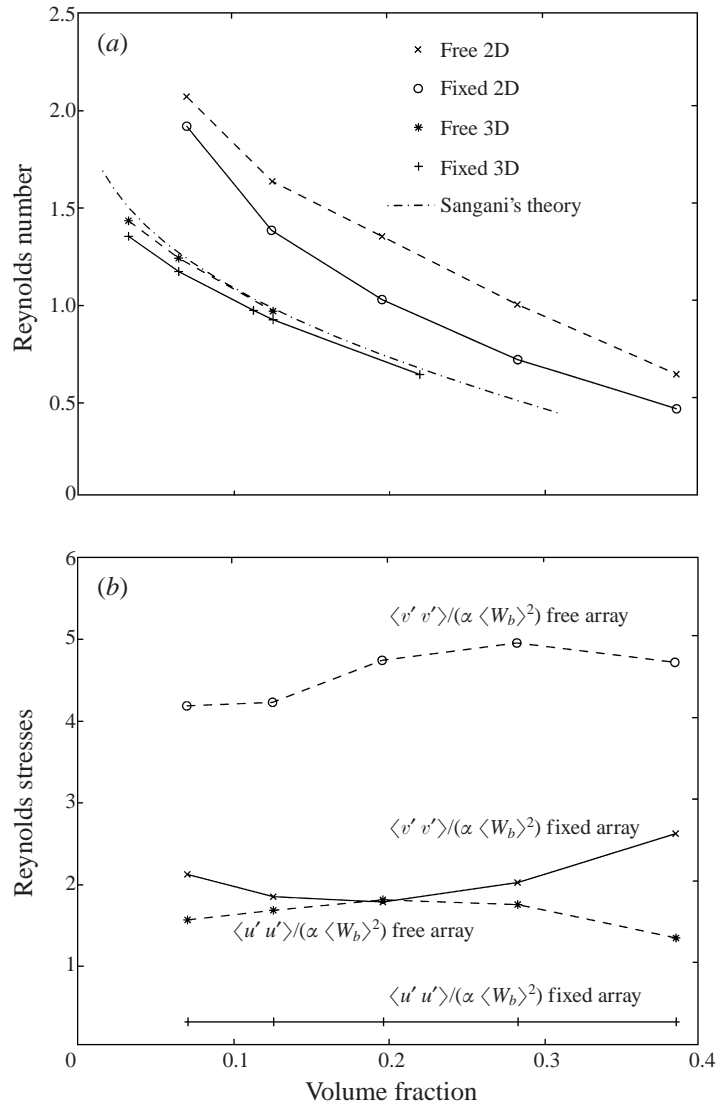 (a)
Free 2D
Fixed 2D
Free 3D
Fixed 3D
Sangani's theory
Reynolds number
2.5
2.0
1.5
1.0
0.5
0
(b)
⟨v′ v′⟩/(∝ ⟨W_b⟩²) free array
⟨v′ v′⟩/(∝ ⟨W_b⟩²) fixed array
⟨u′ u′⟩/(∝ ⟨W_b⟩²) free array
⟨u′ u′⟩/(∝ ⟨W_b⟩²) fixed array
Reynolds stresses
6
5
4
3
2
1
0 0.1 0.2 0.3 0.4
Volume fraction